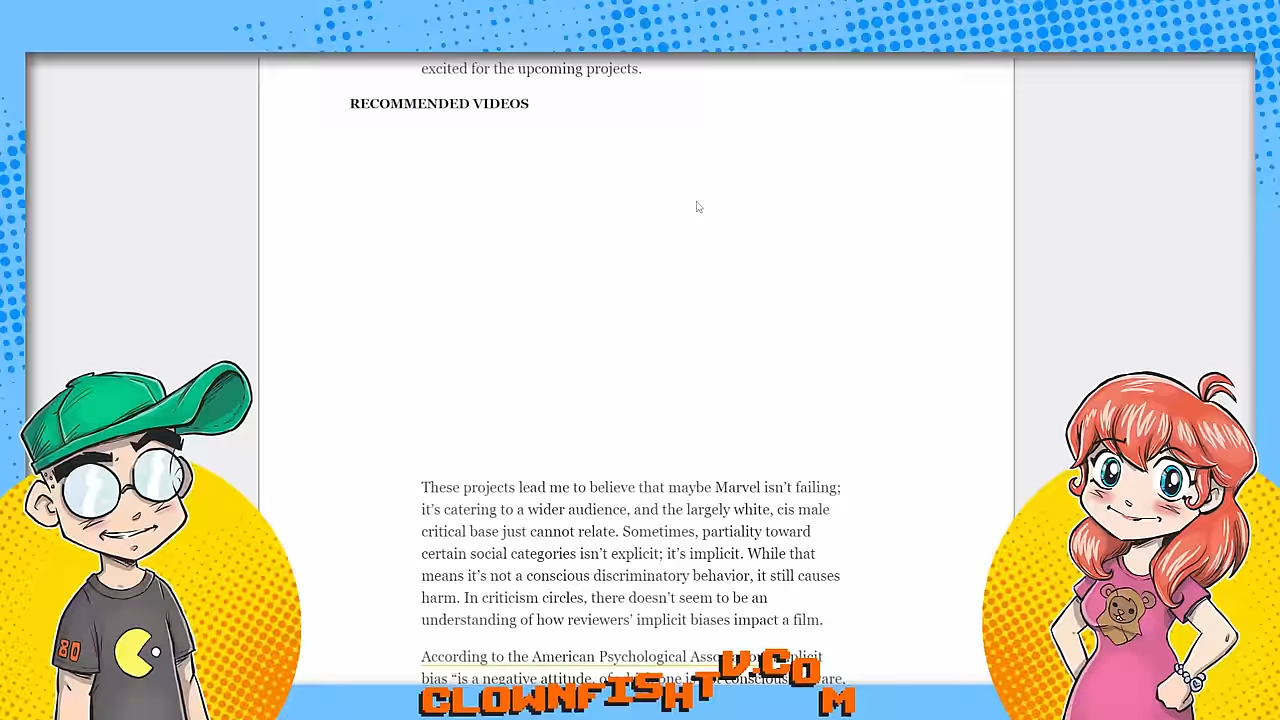 excited for the upcoming projects.
RECOMMENDED VIDEOS
These projects lead me to believe that maybe Marvel isn't failing;
it's catering to a wider audience, and the largely white, cis male
critical base just cannot relate. Sometimes, partiality toward
certain social categories isn't explicit; it's implicit. While that
means it's not a conscious discriminatory behavior, it still causes
harm. In criticism circles, there doesn't seem to be an
understanding of how reviewers' implicit biases impact a film.
According to the American Psychological
bias “is a negative attitude,
CLOWNFISHTV.COM
80